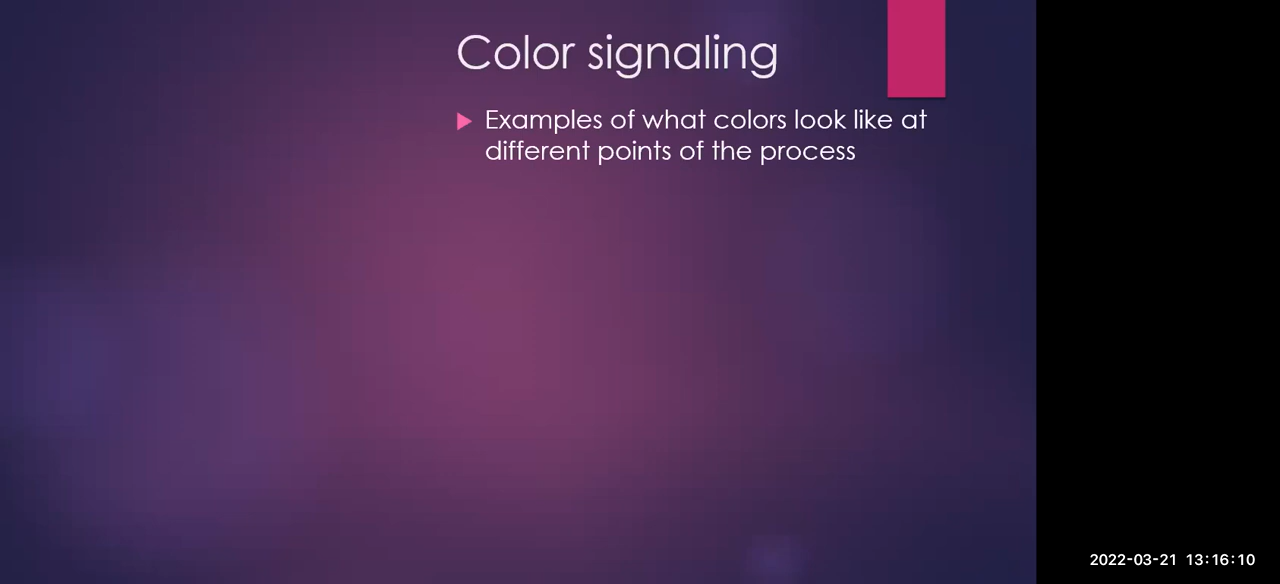 Color signaling
Examples of what colors look like at
different points of the process
2022-03-21 13:16:10